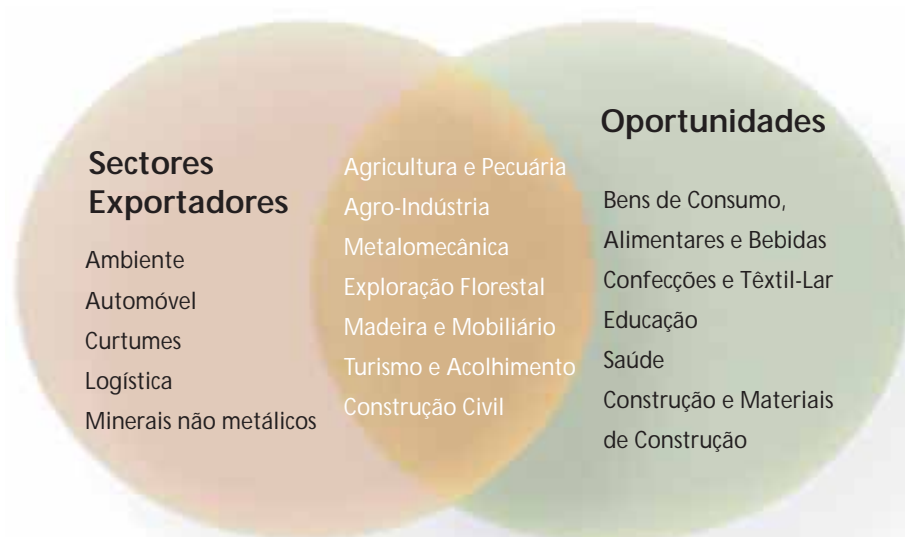 Sectores
Exportadores
Ambiente
Automóvel
Curtumes
Logística
Minerais não metálicos
Agricultura e Pecuária
Agro-Indústria
Metalomecânica
Exploração Florestal
Madeira e Mobiliário
Turismo e Acolhimento
Construção Civil
Oportunidades
Bens de Consumo,
Alimentares e Bebidas
Confecções e Têxtil-Lar
Educação
Saúde
Construção e Materiais
de Construção